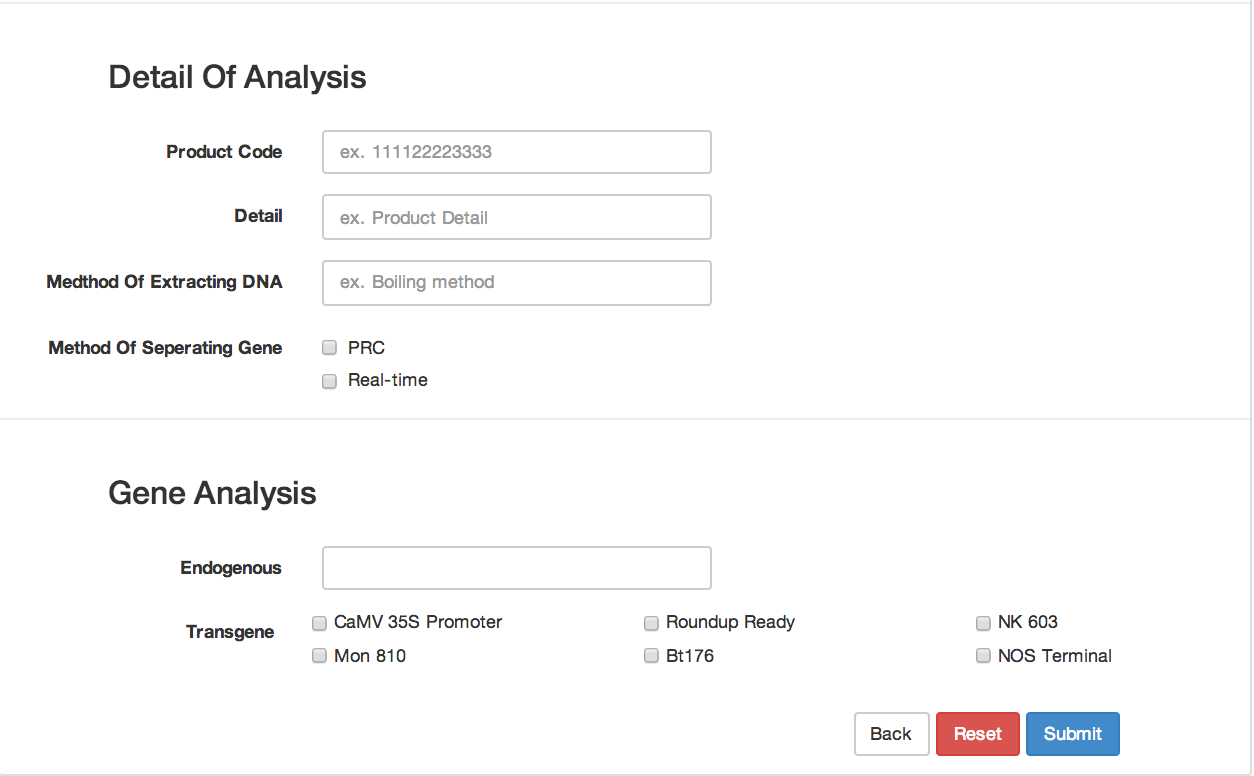 Detail Of Analysis
Product Code ex. 111122223333
Detail ex. Product Detail
Medthod Of Extracting DNA ex. Boiling method
Method Of Seperating Gene PRC
Real-time
Gene Analysis
Endogenous
Transgene CaMV 35S Promoter Roundup Ready NK 603
Mon 810 Bt176 NOS Terminal
Back Reset Submit